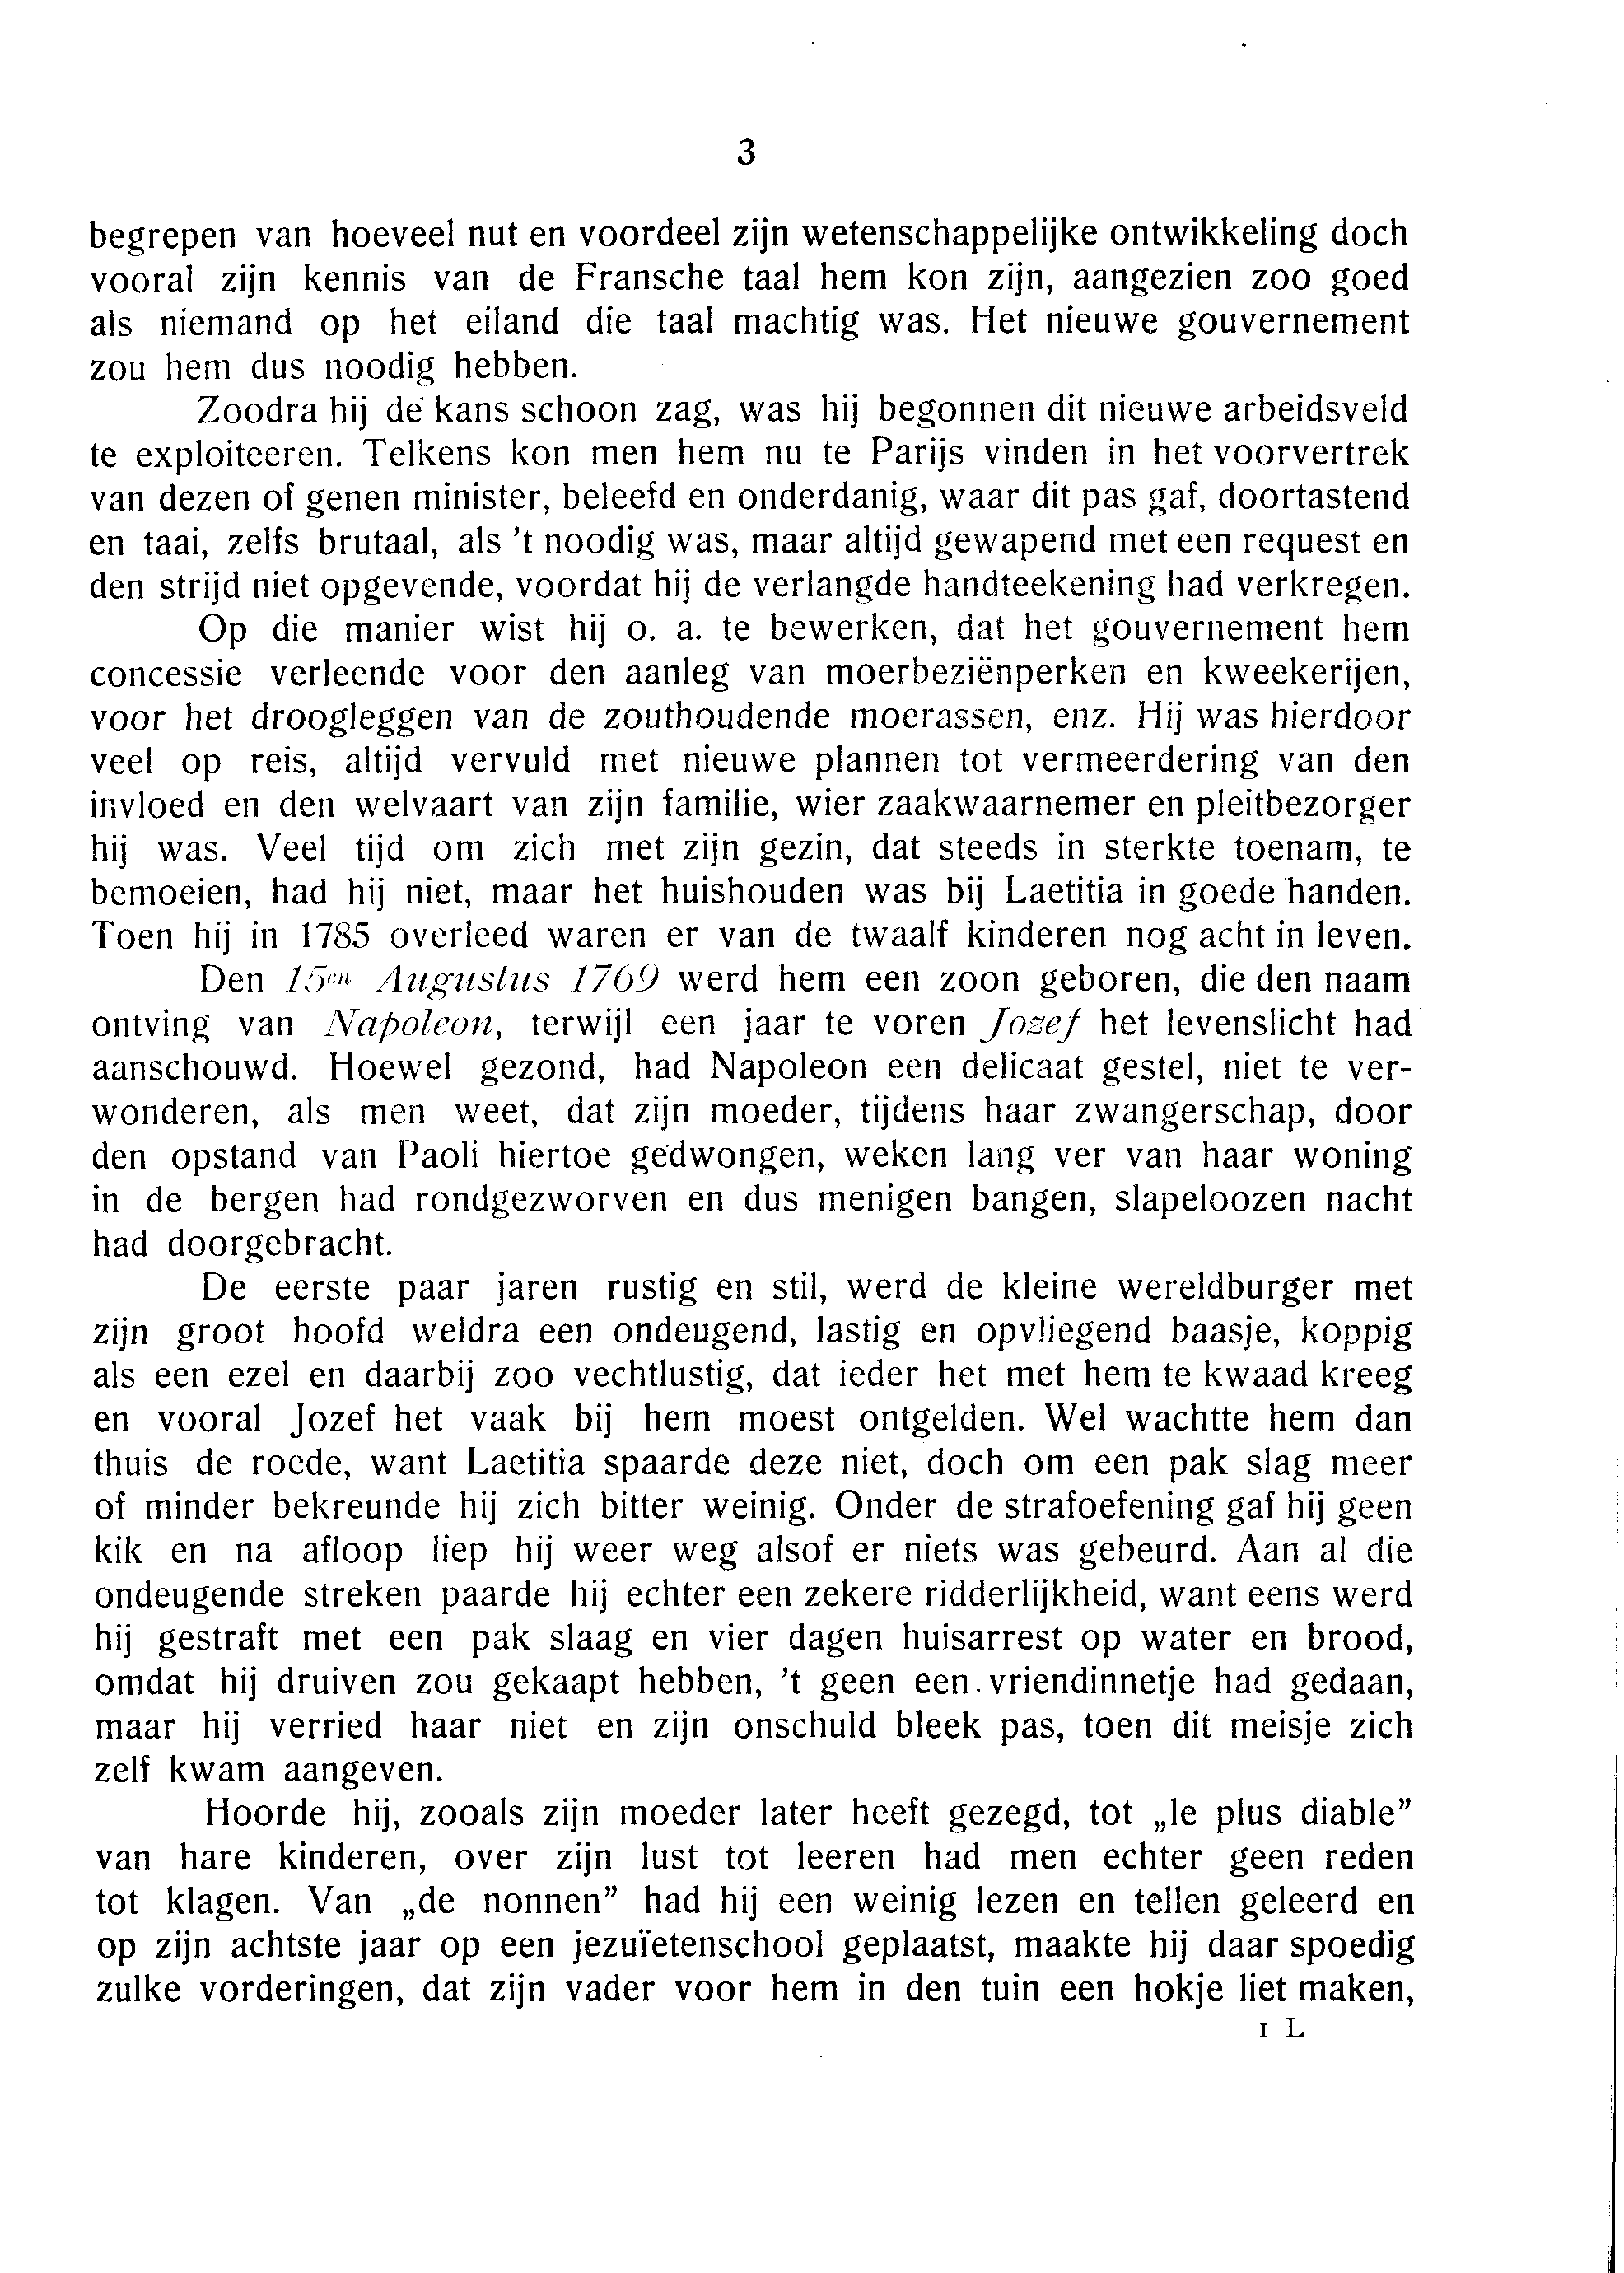 3
begrepen van hoeveel nut en voordeel zijn wetenschappelijke ontwikkeling doch
vooral zijn kennis van de Fransche taal hem kon zijn, aangezien zoo goed
als niemand op het eiland die taal machtig was. Het nieuwe gouvernement
zou hem dus noodig hebben.
Zoodra hij de kans schoon zag, was hij begonnen dit nieuwe arbeidsveld
te exploiteeren. Telkens kon men hem nu te Parijs vinden in het voorvertrek
van dezen of genen minister, beleefd en onderdanig, waar dit pas gaf, doortastend
en taai, zelfs brutaal, als 't noodig was, maar altijd gewapend met een request en
den strijd niet opgevende, voordat hij de verlangde handteekening had verkregen.
Op die manier wist hij o. a. te bewerken, dat het gouvernement hem
concessie verleende voor den aanleg van moerbeziënperken en kweekerijen,
voor het droogleggen van de zouthoudende moerassen, enz. Hij was hierdoor
veel op reis, altijd vervuld met nieuwe plannen tot vermeerdering van den
invloed en den welvaart van zijn familie, wier zaakwaarnemer en pleitbezorger
hij was. Veel tijd om zich met zijn gezin, dat steeds in sterkte toenam, te
bemoeien, had hij niet, maar het huishouden was bij Laetitia in goede handen.
Toen hij in 1785 overleed waren er van de twaalf kinderen nog acht in leven.
Den 15en Augustus 1769 werd hem een zoon geboren, die den naam
ontving van Napoleon, terwijl een jaar te voren Jozef het levenslicht had
aanschouwd. Hoewel gezond, had Napoleon een delicaat gestel, niet te ver-
wonderen, als men weet, dat zijn moeder, tijdens haar zwangerschap, door
den opstand van Paoli hiertoe gedwongen, weken lang ver van haar woning
in de bergen had rondgezworven en dus menigen bangen, slapeloozen nacht
had doorgebracht.
De eerste paar jaren rustig en stil, werd de kleine wereldburger met
zijn groot hoofd weldra een ondeugend, lastig en opvliegend baasje, koppig
als een ezel en daarbij zoo vechtlustig, dat ieder het met hem te kwaad kreeg
en vooral Jozef het vaak bij hem moest ontgelden. Wel wachtte hem dan
thuis de roede, want Laetitia spaarde deze niet, doch om een pak slag meer
of minder bekreunde hij zich bitter weinig. Onder de strafoefening gaf hij geen
kik en na afloop liep hij weer weg alsof er niets was gebeurd. Aan al die
ondeugende streken paarde hij echter een zekere ridderlijkheid, want eens werd
hij gestraft met een pak slaag en vier dagen huisarrest op water en brood,
omdat hij druiven zou gekaapt hebben, 't geen een vriendinnetje had gedaan,
maar hij verried haar niet en zijn onschuld bleek pas, toen dit meisje zich
zelf kwam aangeven.
Hoorde hij, zooals zijn moeder later heeft gezegd, tot „le plus diable”
van hare kinderen, over zijn lust tot leeren had men echter geen reden
tot klagen. Van „de nonnen” had hij een weinig lezen en tellen geleerd en
op zijn achtste jaar op een jezuïetenschool geplaatst, maakte hij daar spoedig
zulke vorderingen, dat zijn vader voor hem in den tuin een hokje liet maken,
1 L